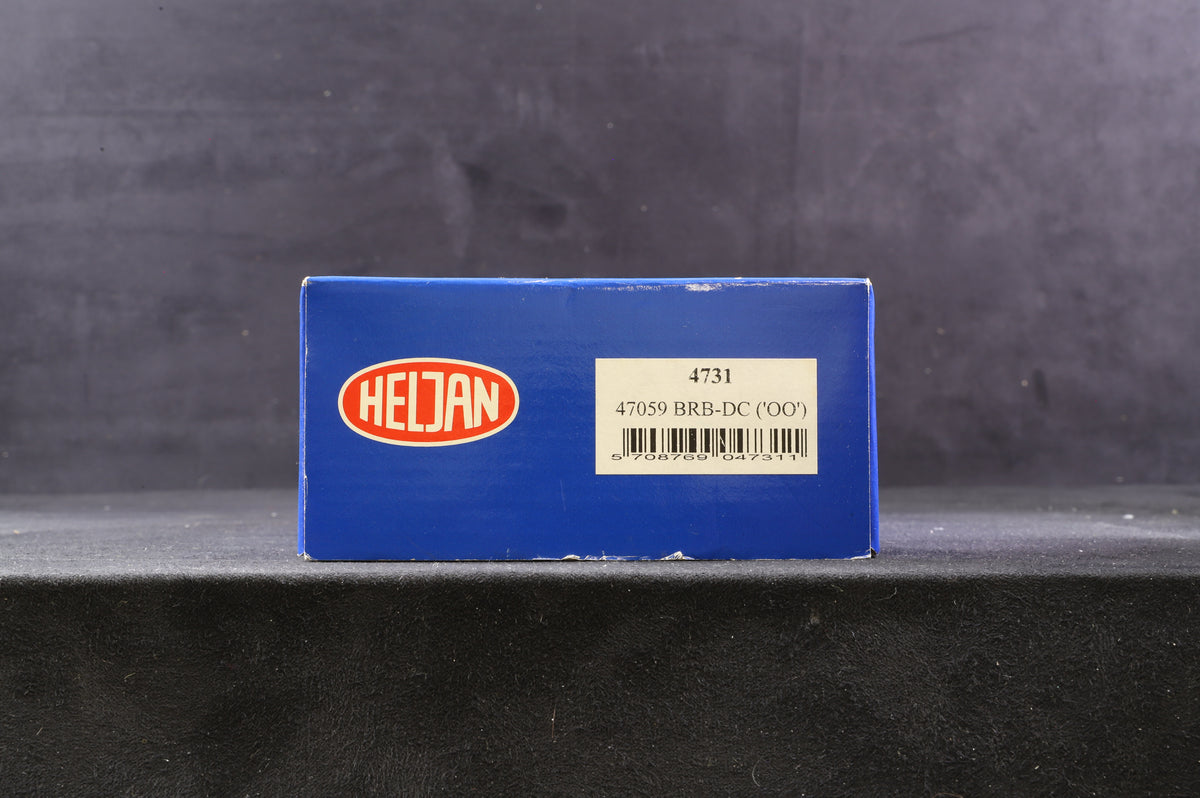 HELJAN
4731
47059 BRB-DC ('OO')
5 708769 047311